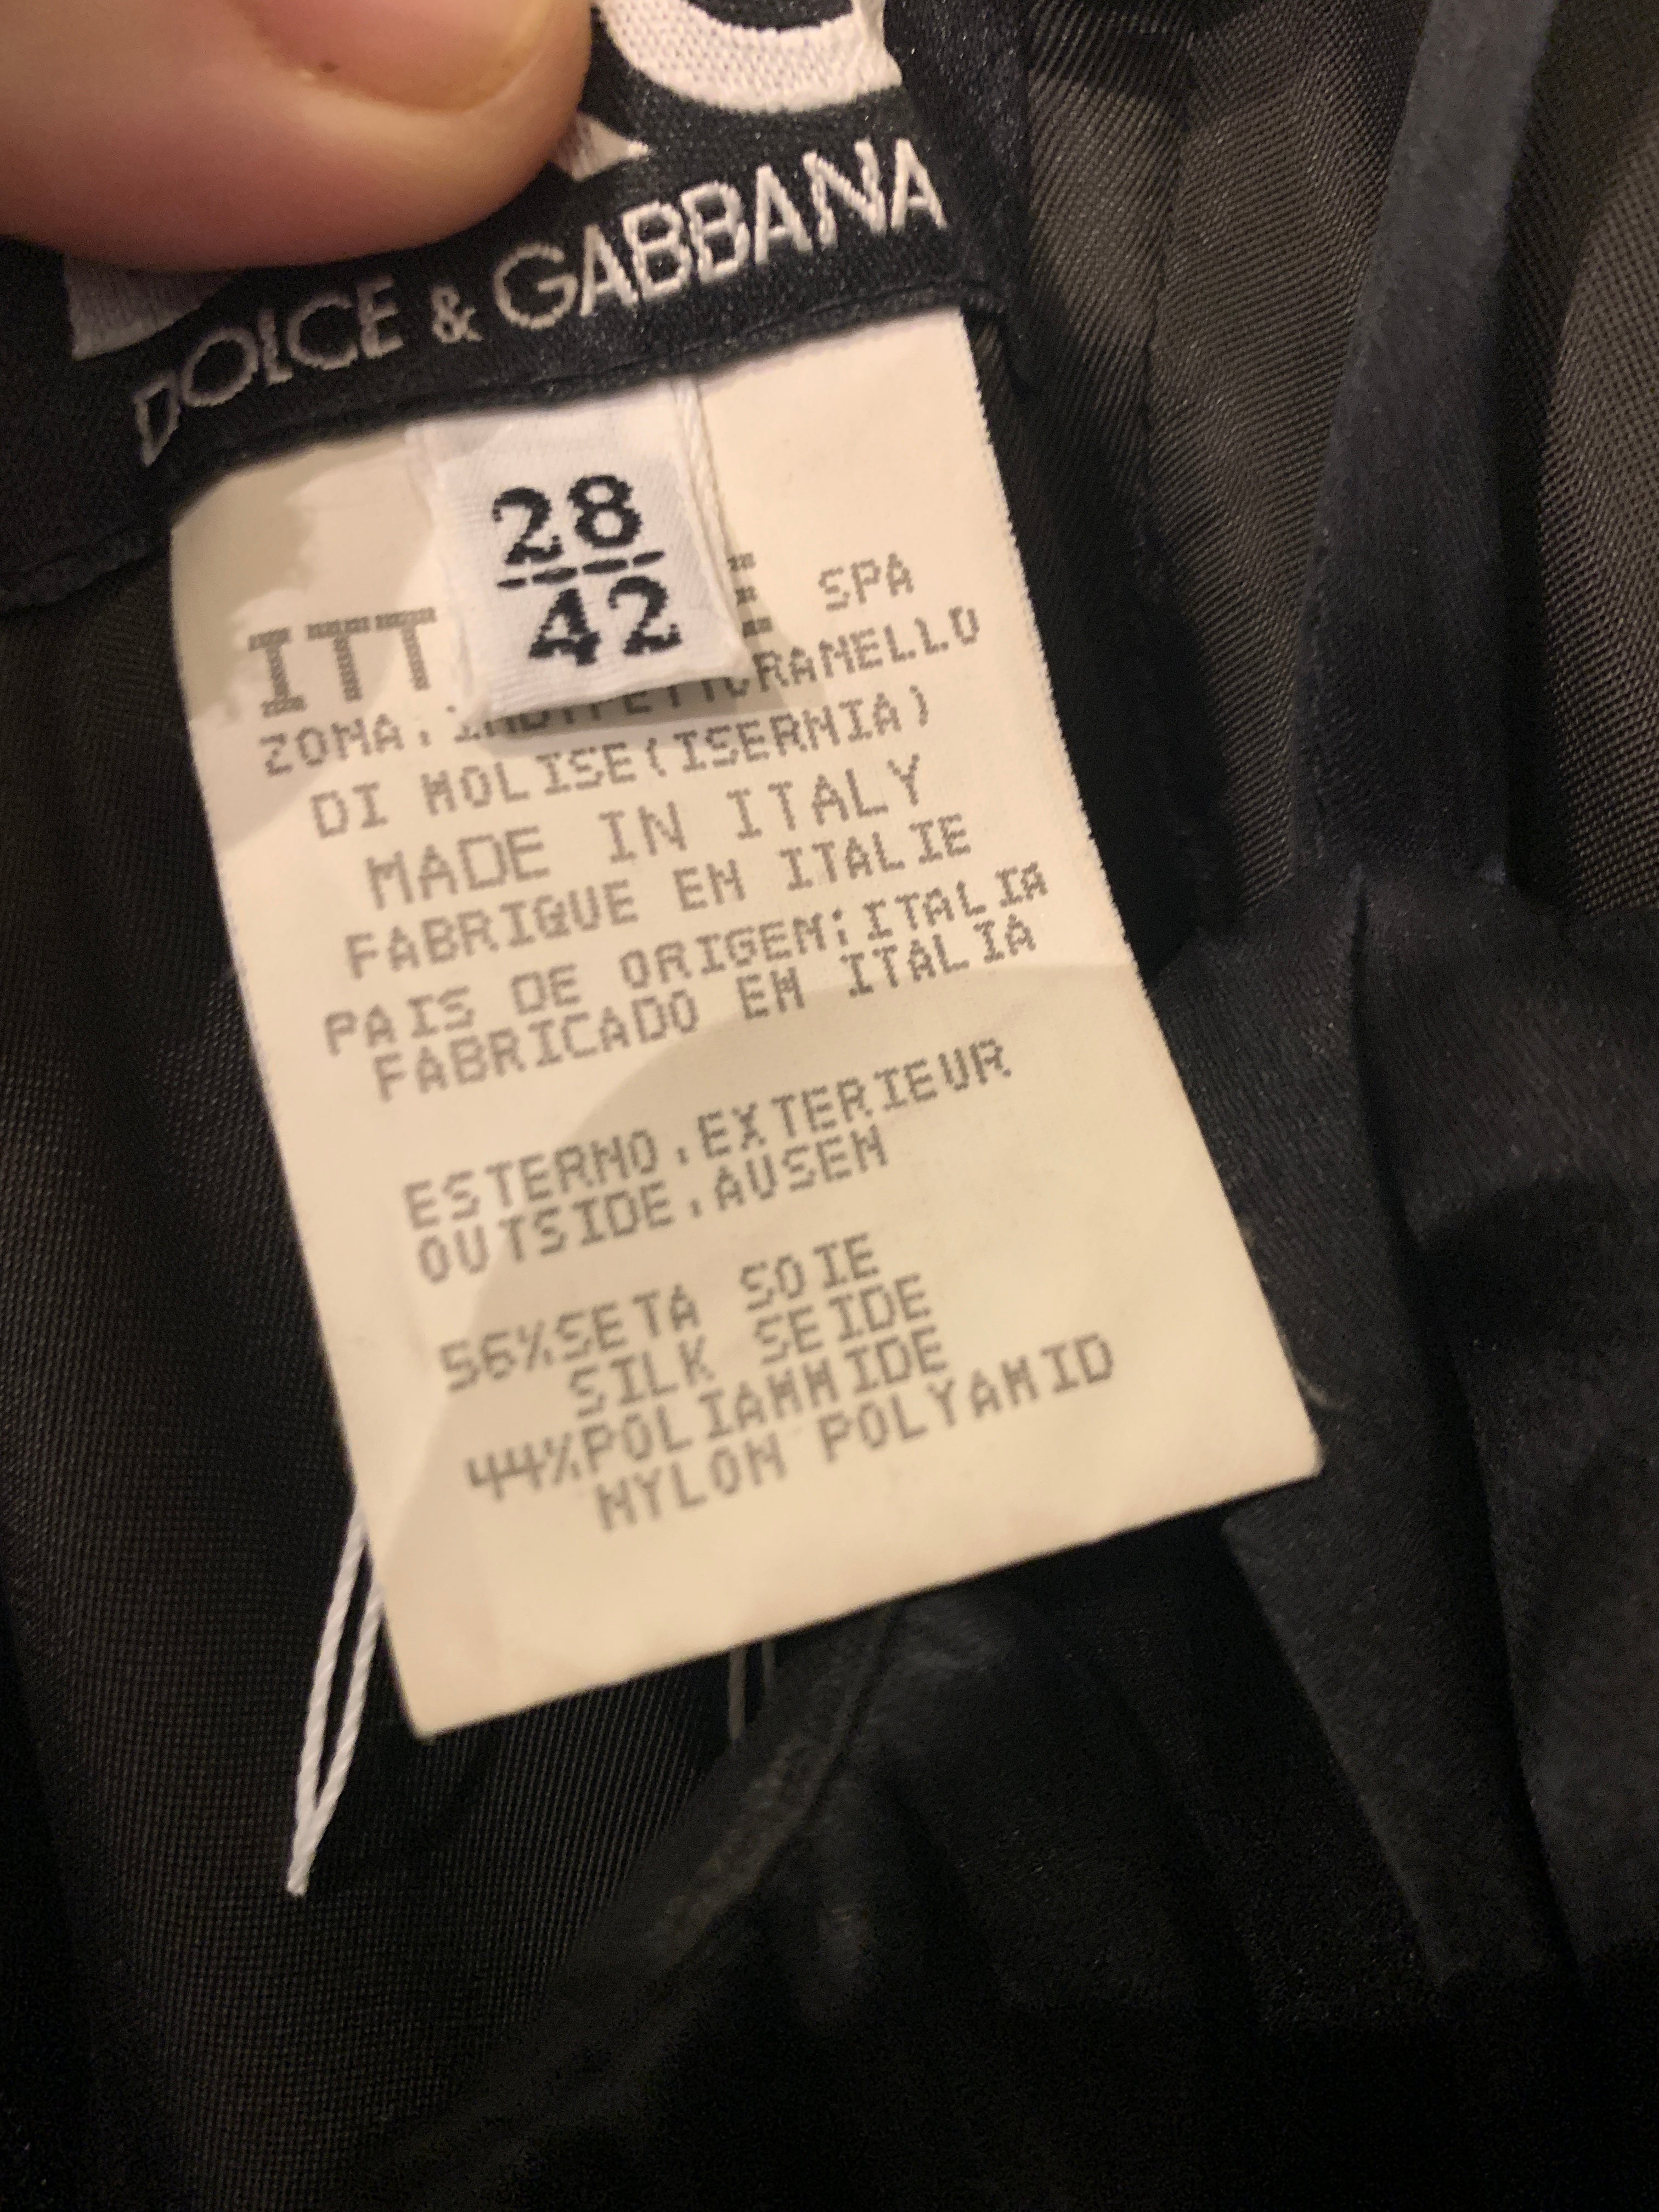 DOLCE & GABBANA
28
42
ITT SPA
ZONA.
DI MOLISE(ISERNIA)
MADE IN ITALY
FABRIQUE EN ITALIE
PAIS DE ORIGEN:ITALIA
FABRICADO EN ITALIA
ESTERNO.EXTERIEUR
OUTSIDE.AUSEN
56%SETA SOIE
SILK SEIDE
44%POLIAMMIDE
NYLON POLYAMID